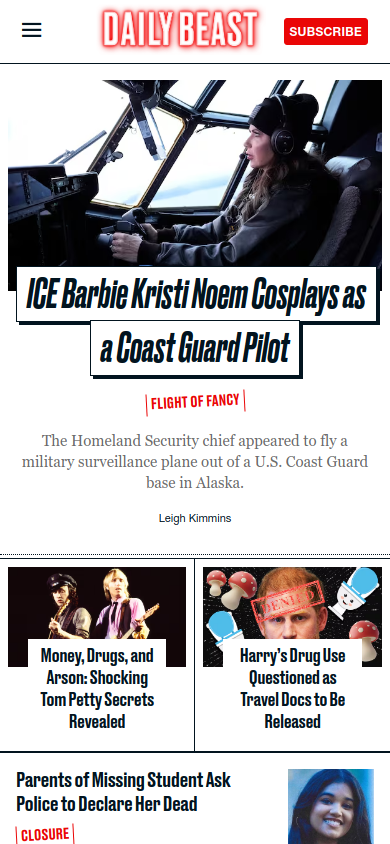 DAILY BEAST
SUBSCRIBE
ICE Barbie Kristi Noem Cosplays as
a Coast Guard Pilot
FLIGHT OF FANCY
The Homeland Security chief appeared to fly a
military surveillance plane out of a U.S. Coast Guard
base in Alaska.
Leigh Kimmins
Money, Drugs, and
Arson: Shocking
Tom Petty Secrets
Revealed
DENIED
Harry’s Drug Use
Questioned as
Travel Docs to Be
Released
Parents of Missing Student Ask
Police to Declare Her Dead
CLOSURE